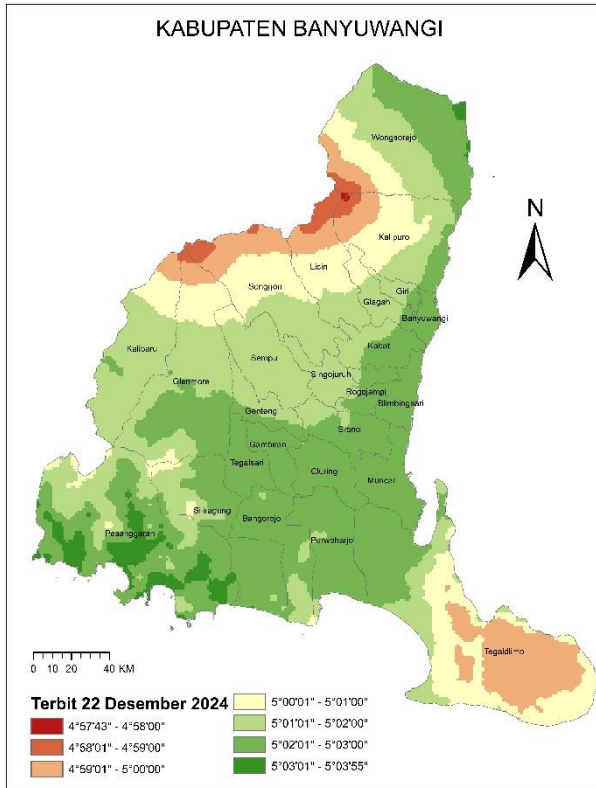 KABUPATEN BANYUWANGI
Wongsorejo
N
Kalipuro
Licin
Songgon
Giri
Glagah
Banyuwangi
Kalibaru
Sempu
Kabat
Singojuruh
Glenmore
Rogojampi
Blimbingsari
Genteng
Srono
Gambiran
Tegalsari
Cluring
Muncar
Siliragung
Bangorejo
Pesanggaran
Purwoharjo
Tegaldlimo
0 10 20 40 KM
Terbit 22 Desember 2024
4°57'43" - 4°58'00"
4°58'01" - 4°59'00"
4°59'01" - 5°00'00"
5°00'01" - 5°01'00"
5°01'01" - 5°02'00"
5°02'01" - 5°03'00"
5°03'01" - 5°03'55"